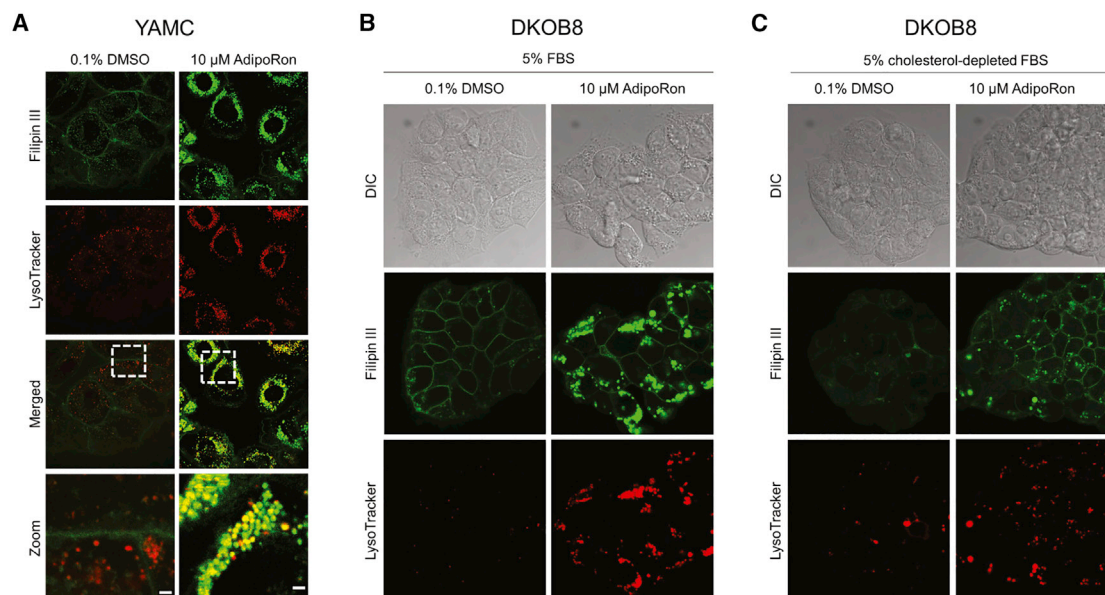 A
YAMC
0.1% DMSO
10 µM AdipoRon
Filipin III
LysoTracker
Merged
Zoom
B
DKOB8
5% FBS
0.1% DMSO
10 µM AdipoRon
DIC
Filipin III
LysoTracker
C
DKOB8
5% cholesterol-depleted FBS
0.1% DMSO
10 µM AdipoRon
DIC
Filipin III
LysoTracker